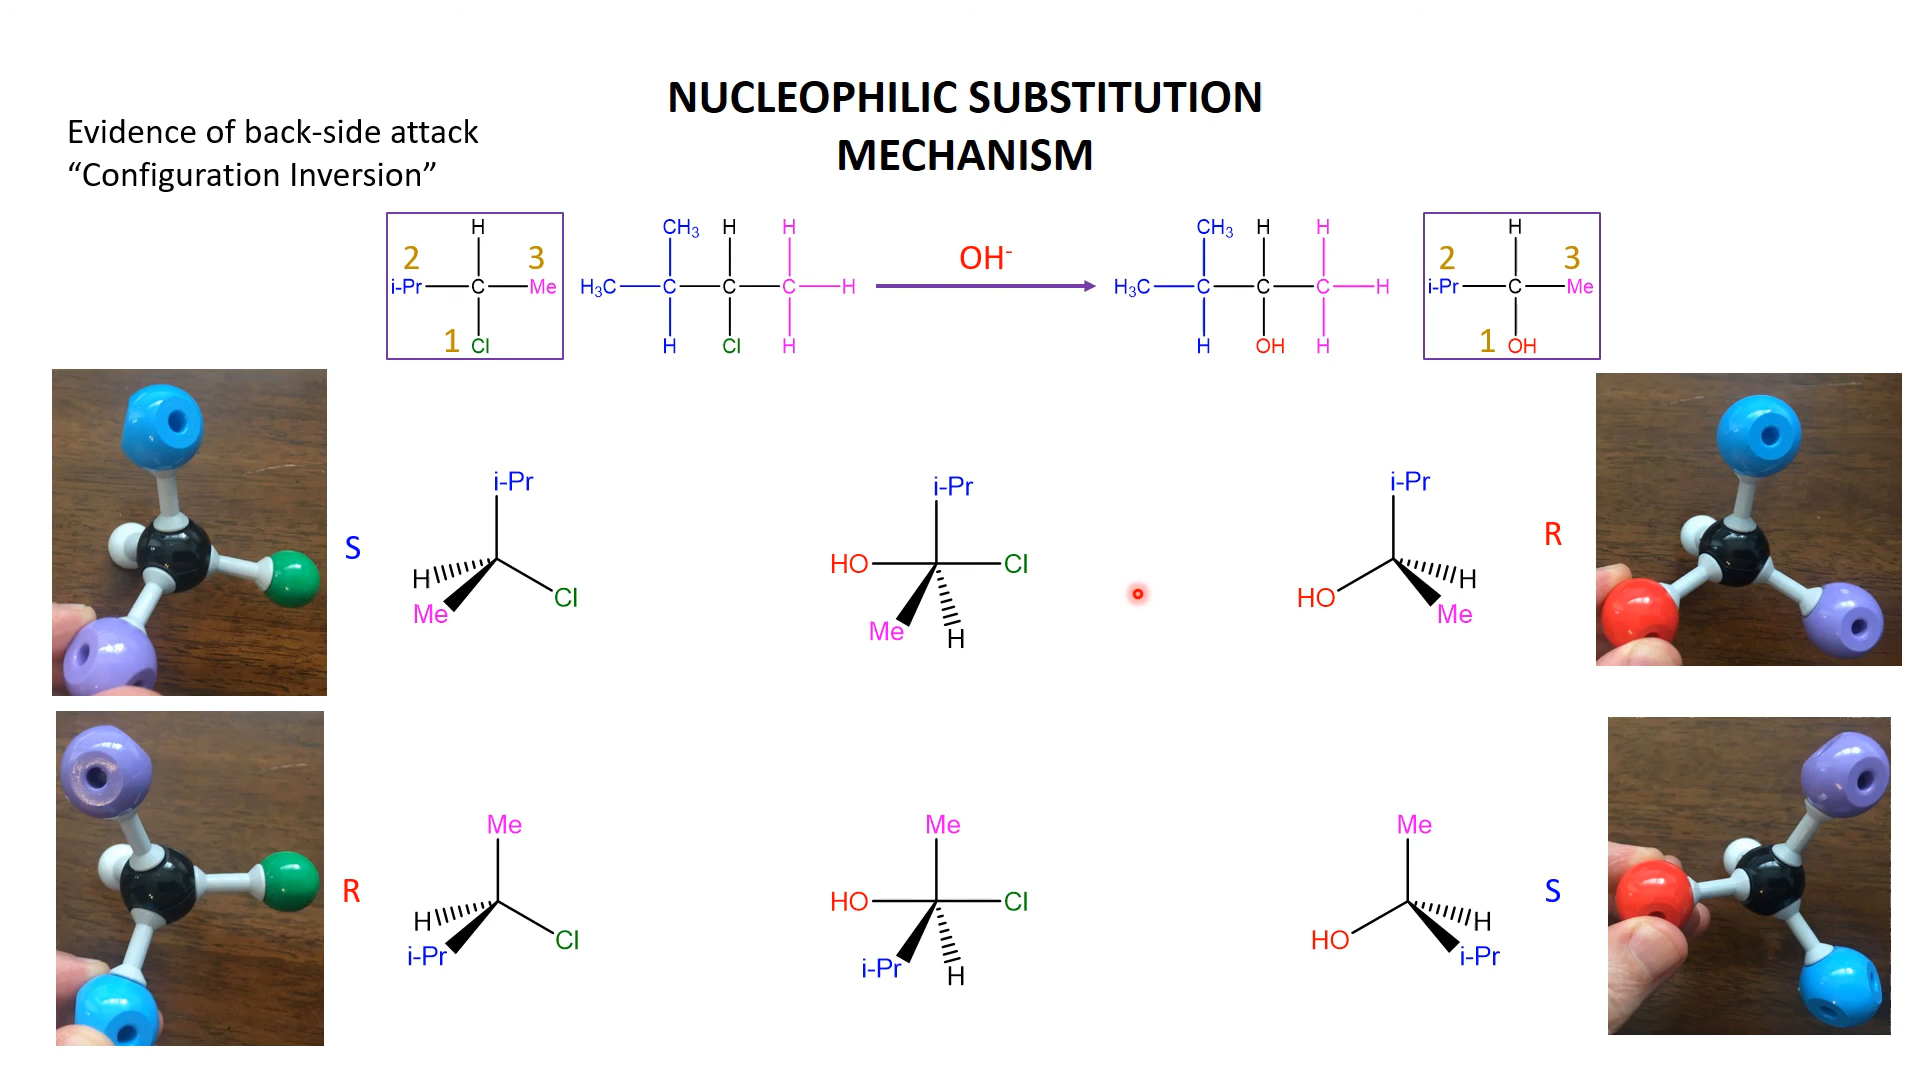 NUCLEOPHILIC SUBSTITUTION
MECHANISM
Evidence of back-side attack
“Configuration Inversion”
H
2 3
i-Pr C Me
1 Cl
CH3 H H
H3C C C C H
H Cl H
OH-
CH3 H H
H3C C C C H
H OH H
H
2 3
i-Pr C Me
1 OH
S
i-Pr
H
Me
Cl
i-Pr
HO Cl
Me
H
i-Pr
HO
H
Me
R
R
Me
H
i-Pr
Cl
Me
HO Cl
i-Pr
H
Me
HO
H
i-Pr
S